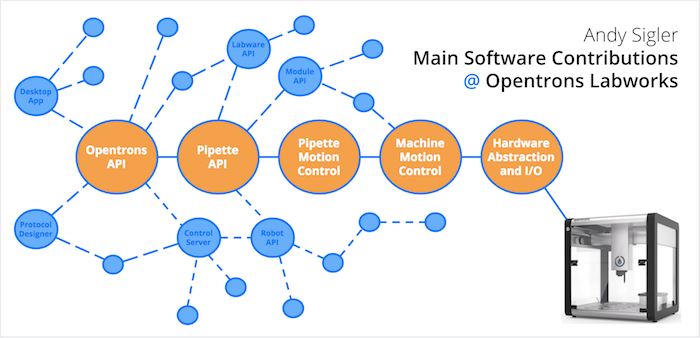 Andy Sigler
Main Software Contributions
@ Opentrons Labworks
Labware
API
Module
API
Desktop
App
Opentrons
API
Pipette
API
Pipette
Motion
Control
Machine
Motion
Control
Hardware
Abstraction
and I/O
Protocol
Designer
Control
Server
Robot
API